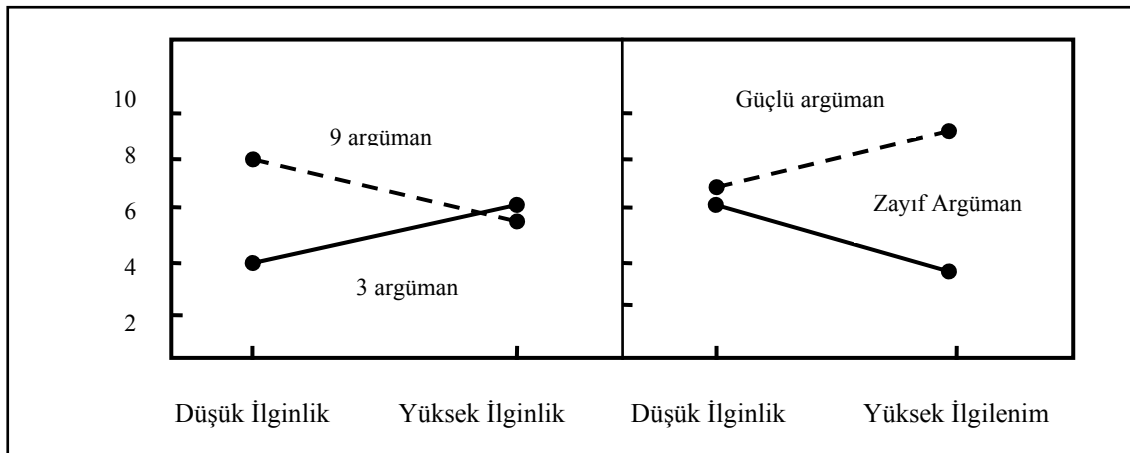 10
8
6
4
2
9 argüman
3 argüman
Güçlü argüman
Zayıf Argüman
Düşük İlginlik
Yüksek İlginlik
Düşük İlginlik
Yüksek İlgilenim